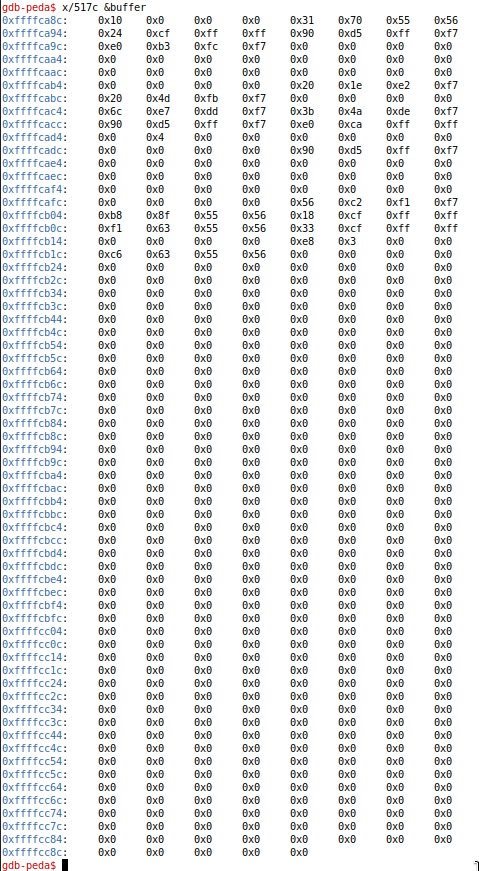 gdb-peda$ x/517c &buffer
0xffffca8c: 0x10 0x0 0x0 0x0 0x31 0x70 0x55 0x56
0xffffca94: 0x24 0xcf 0xff 0xff 0x90 0xd5 0xff 0xf7
0xffffca9c: 0xe0 0xb3 0xfc 0xf7 0x0 0x0 0x0 0x0
0xffffcaa4: 0x0 0x0 0x0 0x0 0x0 0x0 0x0 0x0
0xffffcaac: 0x0 0x0 0x0 0x0 0x0 0x0 0x0 0x0
0xffffcab4: 0x0 0x0 0x0 0x0 0x20 0x1e 0xe2 0xf7
0xffffcabc: 0x20 0x4d 0xfb 0xf7 0x0 0x0 0x0 0x0
0xffffcac4: 0x6c 0xe7 0xdd 0xf7 0x3b 0x4a 0xde 0xf7
0xffffcacc: 0x90 0xd5 0xff 0xf7 0xe0 0xca 0xff 0xff
0xffffcad4: 0x0 0x4 0x0 0x0 0x0 0x0 0x0 0x0
0xffffcadc: 0x0 0x0 0x0 0x0 0x90 0xd5 0xff 0xf7
0xffffcae4: 0x0 0x0 0x0 0x0 0x0 0x0 0x0 0x0
0xffffcaec: 0x0 0x0 0x0 0x0 0x0 0x0 0x0 0x0
0xffffcaf4: 0x0 0x0 0x0 0x0 0x0 0x0 0x0 0x0
0xffffcafc: 0x0 0x0 0x0 0x0 0x56 0xc2 0xf1 0xf7
0xffffcb04: 0xb8 0x8f 0x55 0x56 0x18 0xcf 0xff 0xff
0xffffcb0c: 0xf1 0x63 0x55 0x56 0x33 0xcf 0xff 0xff
0xffffcb14: 0x0 0x0 0x0 0x0 0xe8 0x3 0x0 0x0
0xffffcb1c: 0xc6 0x63 0x55 0x56 0x0 0x0 0x0 0x0
0xffffcb24: 0x0 0x0 0x0 0x0 0x0 0x0 0x0 0x0
0xffffcb2c: 0x0 0x0 0x0 0x0 0x0 0x0 0x0 0x0
0xffffcb34: 0x0 0x0 0x0 0x0 0x0 0x0 0x0 0x0
0xffffcb3c: 0x0 0x0 0x0 0x0 0x0 0x0 0x0 0x0
0xffffcb44: 0x0 0x0 0x0 0x0 0x0 0x0 0x0 0x0
0xffffcb4c: 0x0 0x0 0x0 0x0 0x0 0x0 0x0 0x0
0xffffcb54: 0x0 0x0 0x0 0x0 0x0 0x0 0x0 0x0
0xffffcb5c: 0x0 0x0 0x0 0x0 0x0 0x0 0x0 0x0
0xffffcb64: 0x0 0x0 0x0 0x0 0x0 0x0 0x0 0x0
0xffffcb6c: 0x0 0x0 0x0 0x0 0x0 0x0 0x0 0x0
0xffffcb74: 0x0 0x0 0x0 0x0 0x0 0x0 0x0 0x0
0xffffcb7c: 0x0 0x0 0x0 0x0 0x0 0x0 0x0 0x0
0xffffcb84: 0x0 0x0 0x0 0x0 0x0 0x0 0x0 0x0
0xffffcb8c: 0x0 0x0 0x0 0x0 0x0 0x0 0x0 0x0
0xffffcb94: 0x0 0x0 0x0 0x0 0x0 0x0 0x0 0x0
0xffffcb9c: 0x0 0x0 0x0 0x0 0x0 0x0 0x0 0x0
0xffffcba4: 0x0 0x0 0x0 0x0 0x0 0x0 0x0 0x0
0xffffcbac: 0x0 0x0 0x0 0x0 0x0 0x0 0x0 0x0
0xffffcbb4: 0x0 0x0 0x0 0x0 0x0 0x0 0x0 0x0
0xffffcbbc: 0x0 0x0 0x0 0x0 0x0 0x0 0x0 0x0
0xffffcbc4: 0x0 0x0 0x0 0x0 0x0 0x0 0x0 0x0
0xffffcbcc: 0x0 0x0 0x0 0x0 0x0 0x0 0x0 0x0
0xffffcbd4: 0x0 0x0 0x0 0x0 0x0 0x0 0x0 0x0
0xffffcbdc: 0x0 0x0 0x0 0x0 0x0 0x0 0x0 0x0
0xffffcbe4: 0x0 0x0 0x0 0x0 0x0 0x0 0x0 0x0
0xffffcbec: 0x0 0x0 0x0 0x0 0x0 0x0 0x0 0x0
0xffffcbf4: 0x0 0x0 0x0 0x0 0x0 0x0 0x0 0x0
0xffffcbfc: 0x0 0x0 0x0 0x0 0x0 0x0 0x0 0x0
0xffffcc04: 0x0 0x0 0x0 0x0 0x0 0x0 0x0 0x0
0xffffcc0c: 0x0 0x0 0x0 0x0 0x0 0x0 0x0 0x0
0xffffcc14: 0x0 0x0 0x0 0x0 0x0 0x0 0x0 0x0
0xffffcc1c: 0x0 0x0 0x0 0x0 0x0 0x0 0x0 0x0
0xffffcc24: 0x0 0x0 0x0 0x0 0x0 0x0 0x0 0x0
0xffffcc2c: 0x0 0x0 0x0 0x0 0x0 0x0 0x0 0x0
0xffffcc34: 0x0 0x0 0x0 0x0 0x0 0x0 0x0 0x0
0xffffcc3c: 0x0 0x0 0x0 0x0 0x0 0x0 0x0 0x0
0xffffcc44: 0x0 0x0 0x0 0x0 0x0 0x0 0x0 0x0
0xffffcc4c: 0x0 0x0 0x0 0x0 0x0 0x0 0x0 0x0
0xffffcc54: 0x0 0x0 0x0 0x0 0x0 0x0 0x0 0x0
0xffffcc5c: 0x0 0x0 0x0 0x0 0x0 0x0 0x0 0x0
0xffffcc64: 0x0 0x0 0x0 0x0 0x0 0x0 0x0 0x0
0xffffcc6c: 0x0 0x0 0x0 0x0 0x0 0x0 0x0 0x0
0xffffcc74: 0x0 0x0 0x0 0x0 0x0 0x0 0x0 0x0
0xffffcc7c: 0x0 0x0 0x0 0x0 0x0 0x0 0x0 0x0
0xffffcc84: 0x0 0x0 0x0 0x0 0x0 0x0 0x0 0x0
0xffffcc8c: 0x0 0x0 0x0 0x0 0x0
gdb-peda$